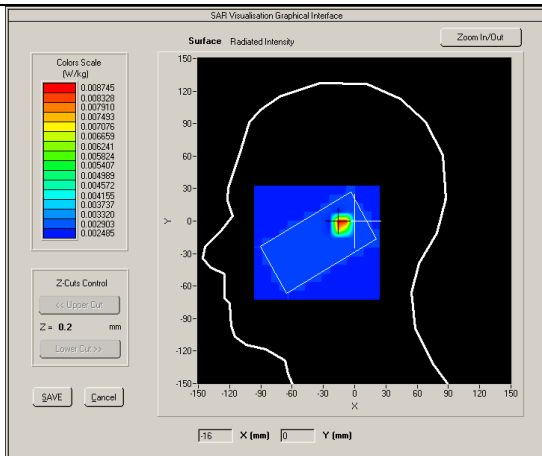 SAR Visualisation Graphical Interface
Surface Radiated Intensity
Zoom In/Out
Colors Scale
(W/kg)
0.008745
0.008328
0.007910
0.007493
0.007076
0.006659
0.006241
0.005824
0.005407
0.004989
0.004572
0.004155
0.003737
0.003320
0.002903
0.002485
Z-Cuts Control
<< Upper Cut
Z = 0.2 mm
Lower Cut >>
SAVE Cancel
150
120
90
60
30
0
-30
-60
-90
-120
-150
Y
-150 -120 -90 -60 -30 0 30 60 90 120 150
X
-16 X (mm) 0 Y (mm)